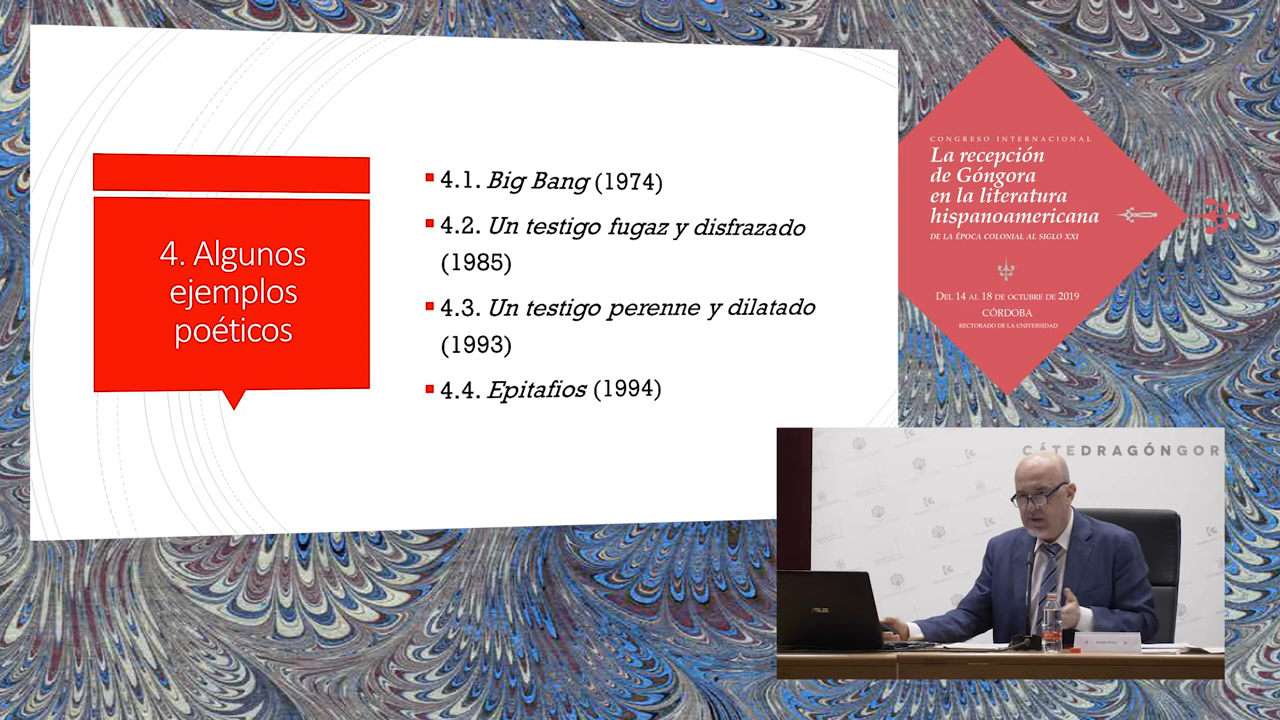 4. Algunos
ejemplos
poéticos
4.1. Big Bang (1974)
4.2. Un testigo fugaz y disfrazado
(1985)
4.3. Un testigo perenne y dilatado
(1993)
4.4. Epitafios (1994)
CONGRESO INTERNACIONAL
La recepción
de Góngora
en la literatura
hispanoamericana
DE LA ÉPOCA COLONIAL AL SIGLO XXI
DEL 14 AL 18 DE OCTUBRE DE 2019
CÓRDOBA
RECTORADO DE LA UNIVERSIDAD
CÁTEDRAGÓNGOR
ASUS